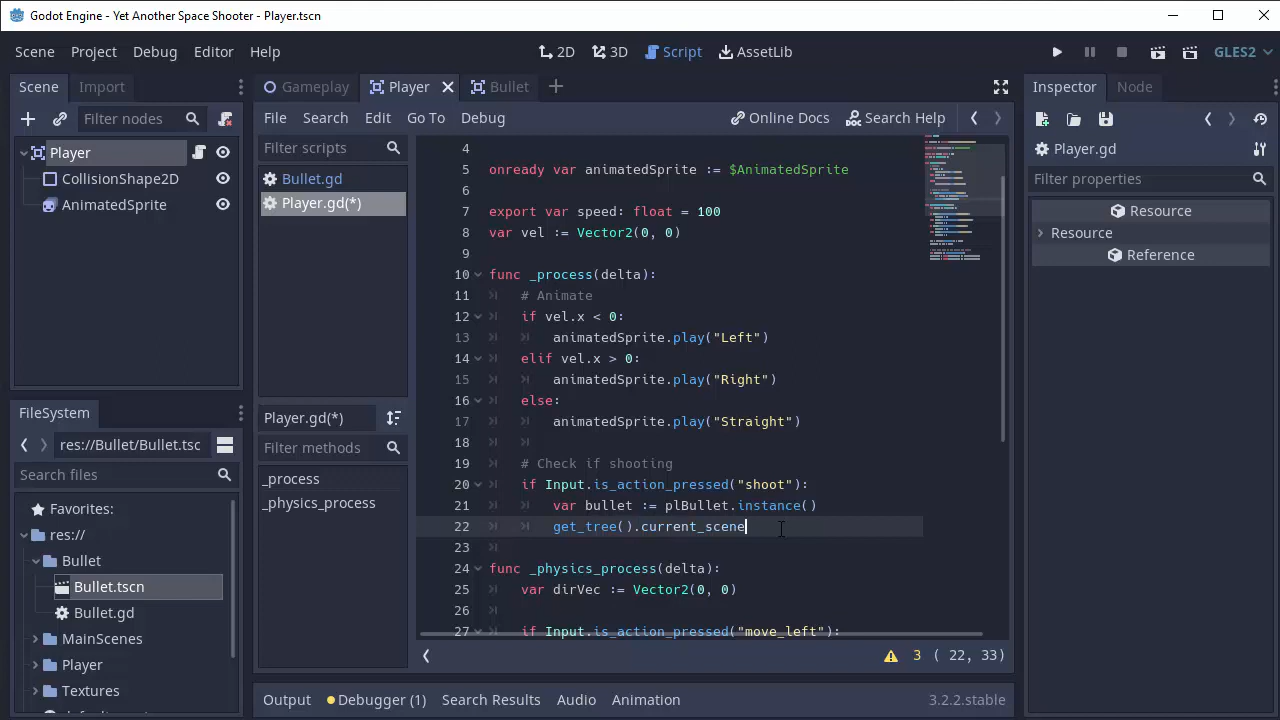 Godot Engine - Yet Another Space Shooter - Player.tscn
Scene Project Debug Editor Help 2D 3D Script AssetLib GLES2
Scene Import
Filter nodes
Player
CollisionShape2D
AnimatedSprite
FileSystem
res://Bullet/Bullet.tsc
Search files
Favorites:
res://
Bullet
Bullet.tscn
Bullet.gd
MainScenes
Player
Textures
Gameplay Player Bullet
File Search Edit Go To Debug Online Docs Search Help
Filter scripts
Bullet.gd
Player.gd(*)
Player.gd(*)
Filter methods
_process
_physics_process
4
5 onready var animatedSprite := $AnimatedSprite
6
7 export var speed: float = 100
8 var vel := Vector2(0, 0)
9
10 func _process(delta):
11 # Animate
12 if vel.x < 0:
13 animatedSprite.play("Left")
14 elif vel.x > 0:
15 animatedSprite.play("Right")
16 else:
17 animatedSprite.play("Straight")
18
19 # Check if shooting
20 if Input.is_action_pressed("shoot"):
21 var bullet := plBullet.instance()
22 get_tree().current_scene
23
24 func _physics_process(delta):
25 var dirVec := Vector2(0, 0)
26
27 if Input.is_action_pressed("move_left"):
3 ( 22, 33)
Output Debugger (1) Search Results Audio Animation 3.2.2.stable
Inspector Node
Player.gd
Filter properties
Resource
Resource
Reference